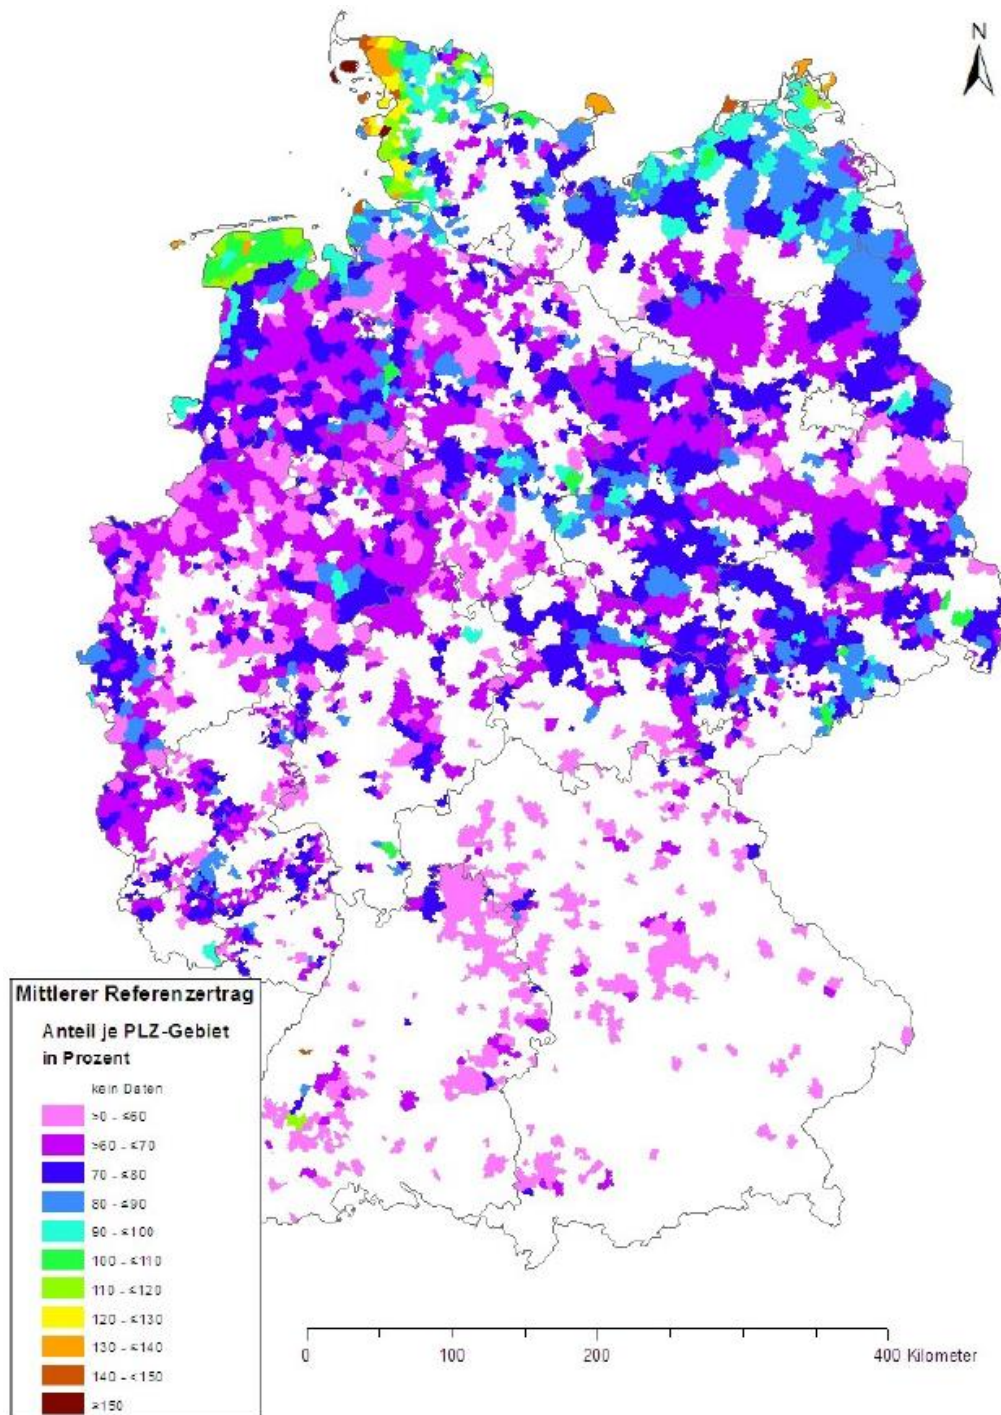 N
Mittlerer Referenzertrag
Anteil je PLZ-Gebiet
in Prozent
kein Daten
>0 - ≤60
>60 - ≤70
70 - ≤80
80 - ≤90
90 - ≤100
100 - ≤110
110 - ≤120
120 - ≤130
130 - ≤140
140 - <150
≥150
0 100 200 400 Kilometer